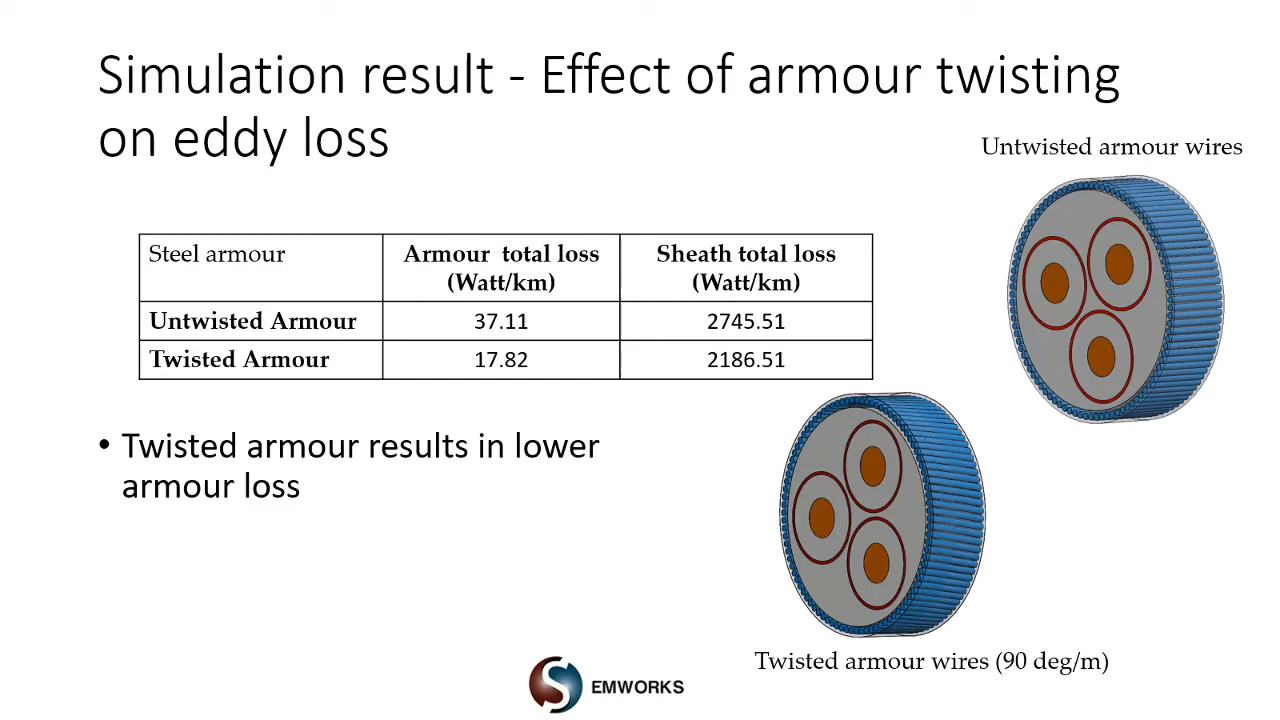 Simulation result - Effect of armour twisting
on eddy loss
Untwisted armour wires
Steel armour
Armour total loss
(Watt/km)
Sheath total loss
(Watt/km)
Untwisted Armour
37.11
2745.51
Twisted Armour
17.82
2186.51
• Twisted armour results in lower
armour loss
Twisted armour wires (90 deg/m)
EMWORKS